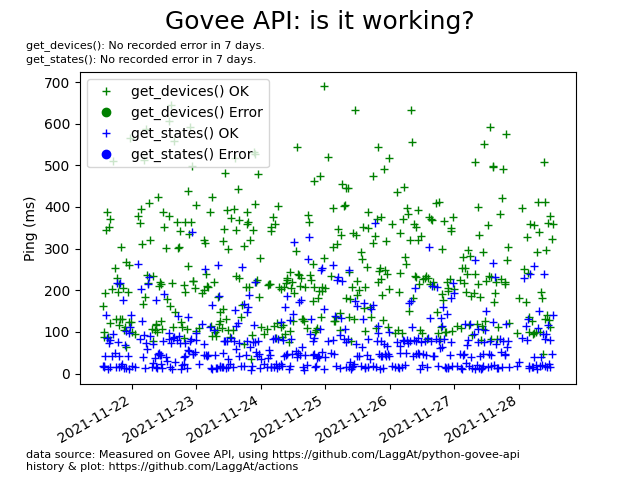 Govee API: is it working?
get_devices(): No recorded error in 7 days.
get_states(): No recorded error in 7 days.
700
600
500
400
300
200
100
0
Ping (ms)
get_devices() OK
get_devices() Error
get_states() OK
get_states() Error
2021-11-22
2021-11-23
2021-11-24
2021-11-25
2021-11-26
2021-11-27
2021-11-28
data source: Measured on Govee API, using https://github.com/LaggAt/python-govee-api
history & plot: https://github.com/LaggAt/actions